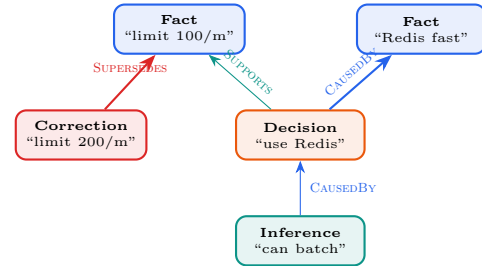 Fact
“limit 100/m”
Fact
“Redis fast”
SUPERSEDES
SUPPORTS
CAUSEDBY
Correction
“limit 200/m”
Decision
“use Redis”
CAUSEDBY
Inference
“can batch”